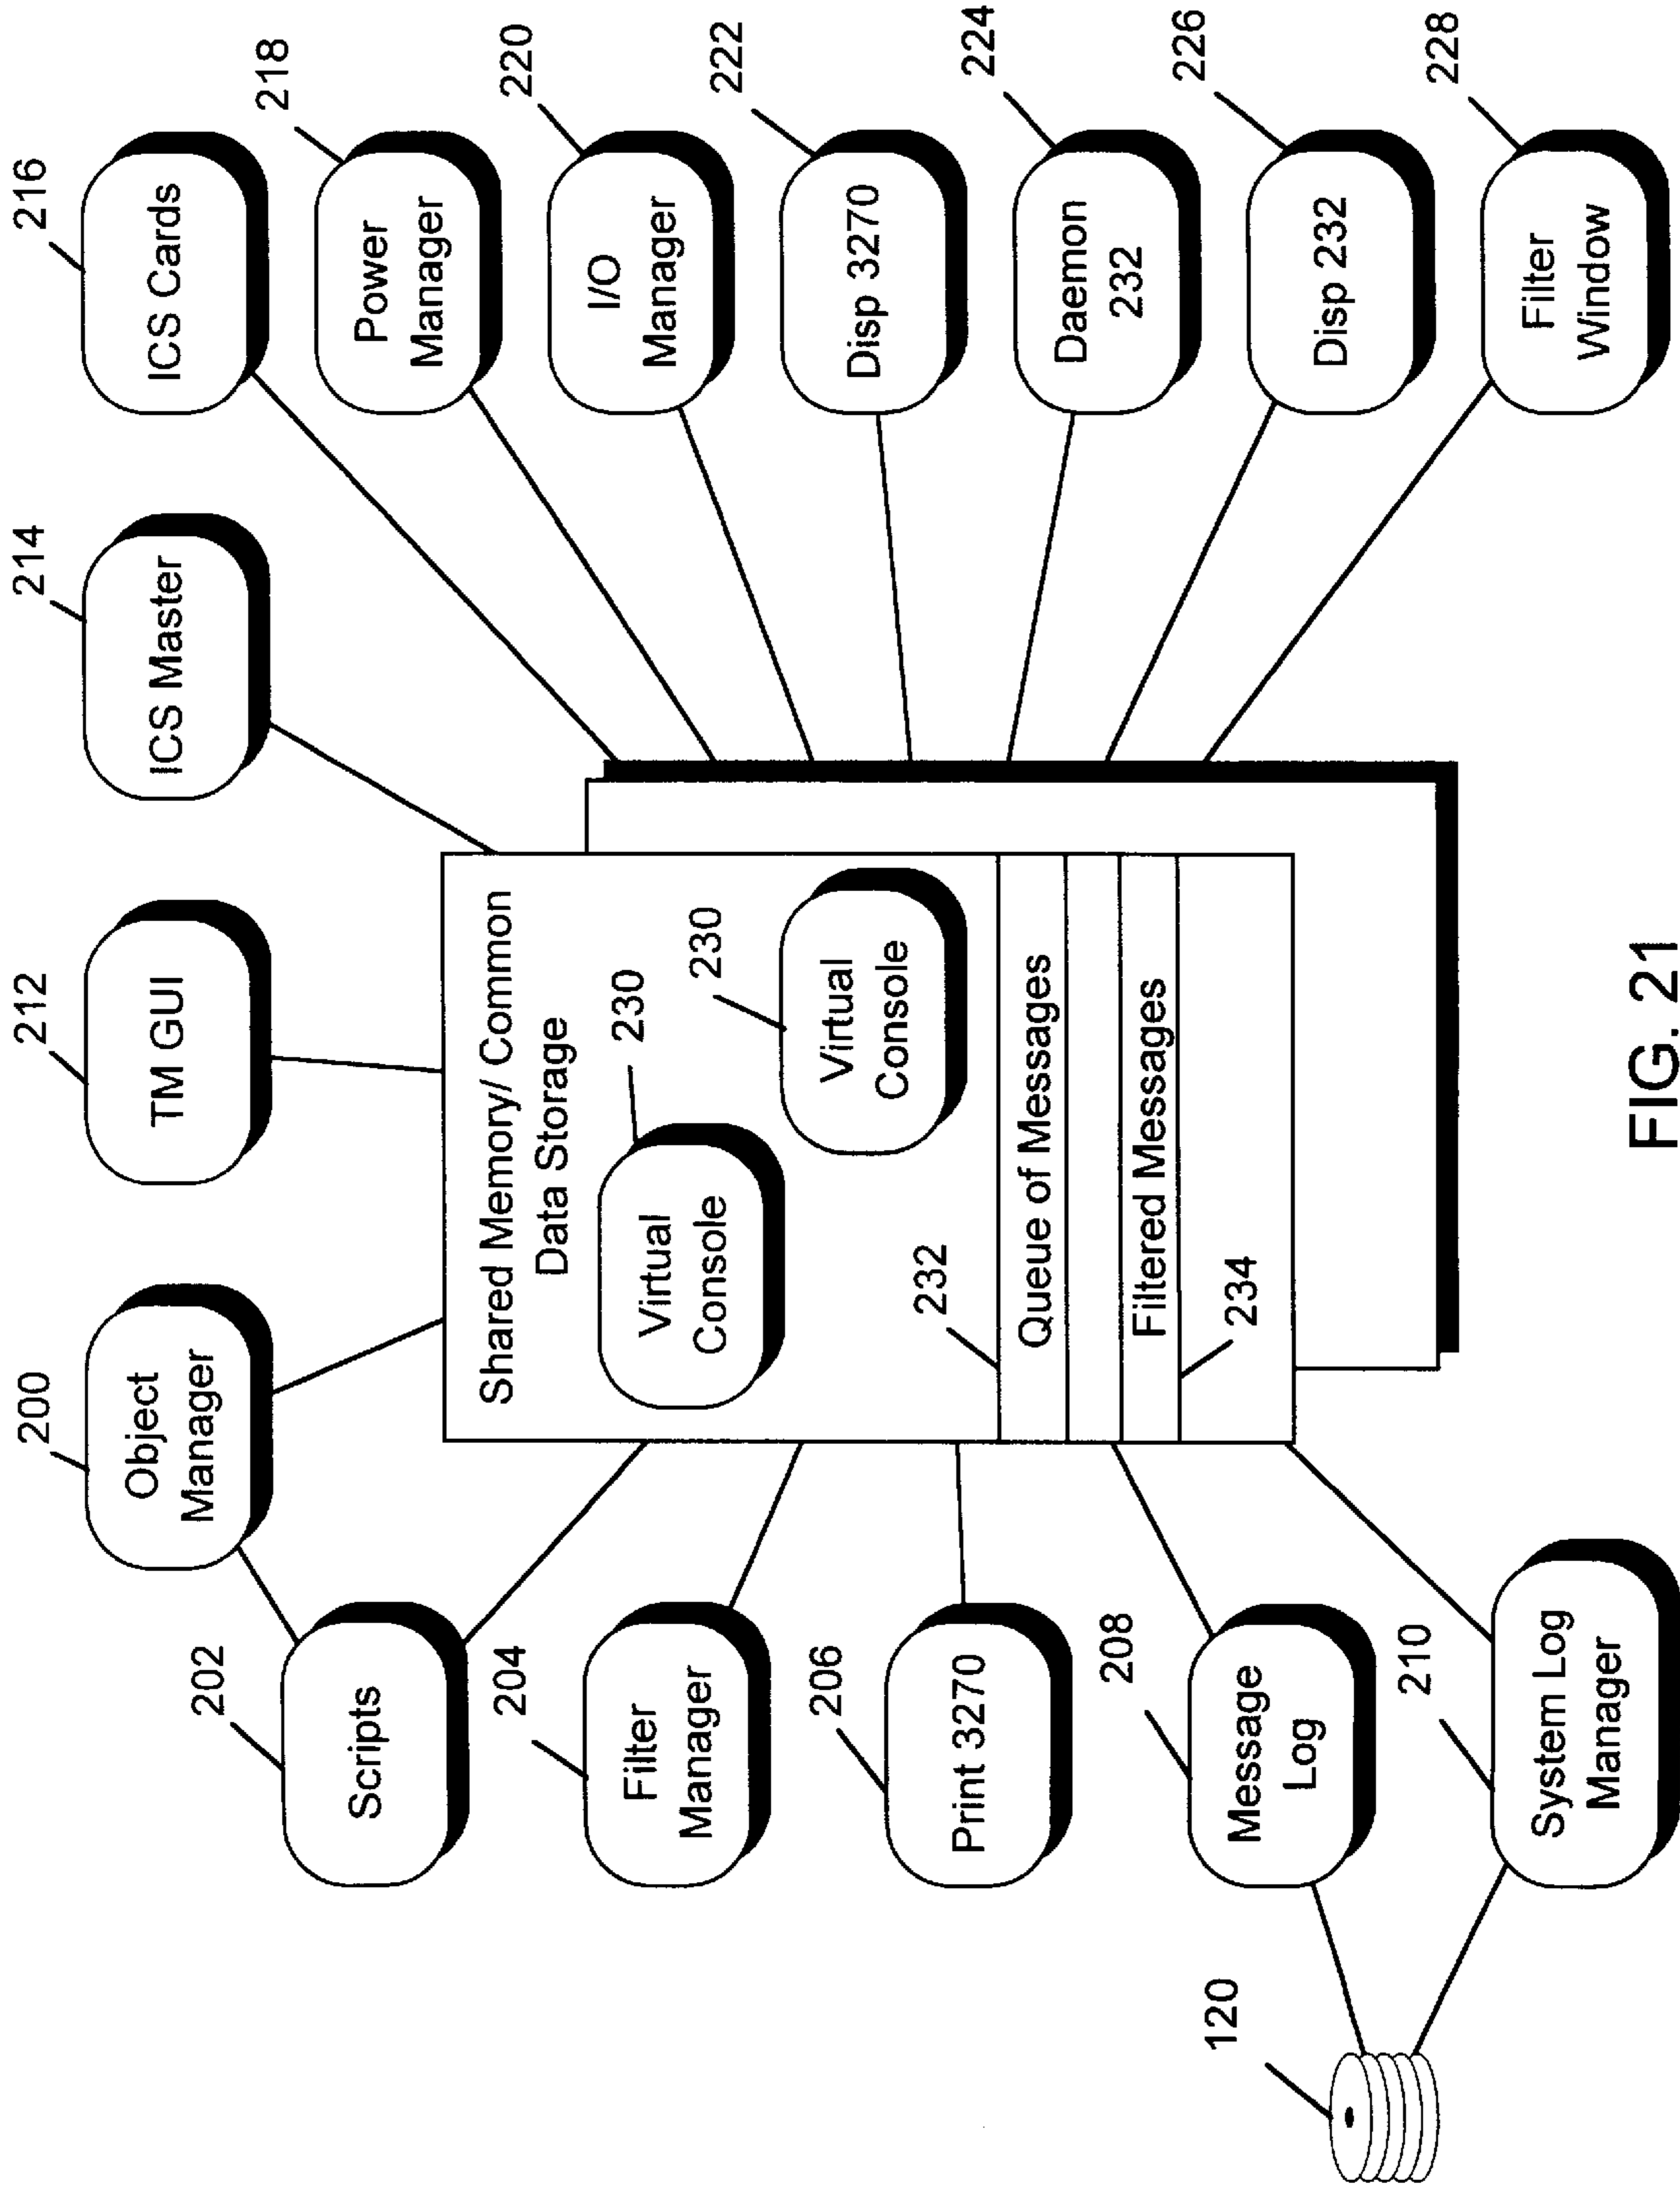 200
Object
Manager
212
TM GUI
214
ICS Master
216
ICS Cards
202
Scripts
204
Filter
Manager
206
Print 3270
208
Message
Log
210
System Log
Manager
120
Shared Memory/ Common
Data Storage
Virtual
Console
230
Virtual
Console
230
232
Queue of Messages
Filtered Messages
234
218
Power
Manager
220
I/O
Manager
222
Disp 3270
224
Daemon
232
226
Disp 232
228
Filter
Window
FIG. 21